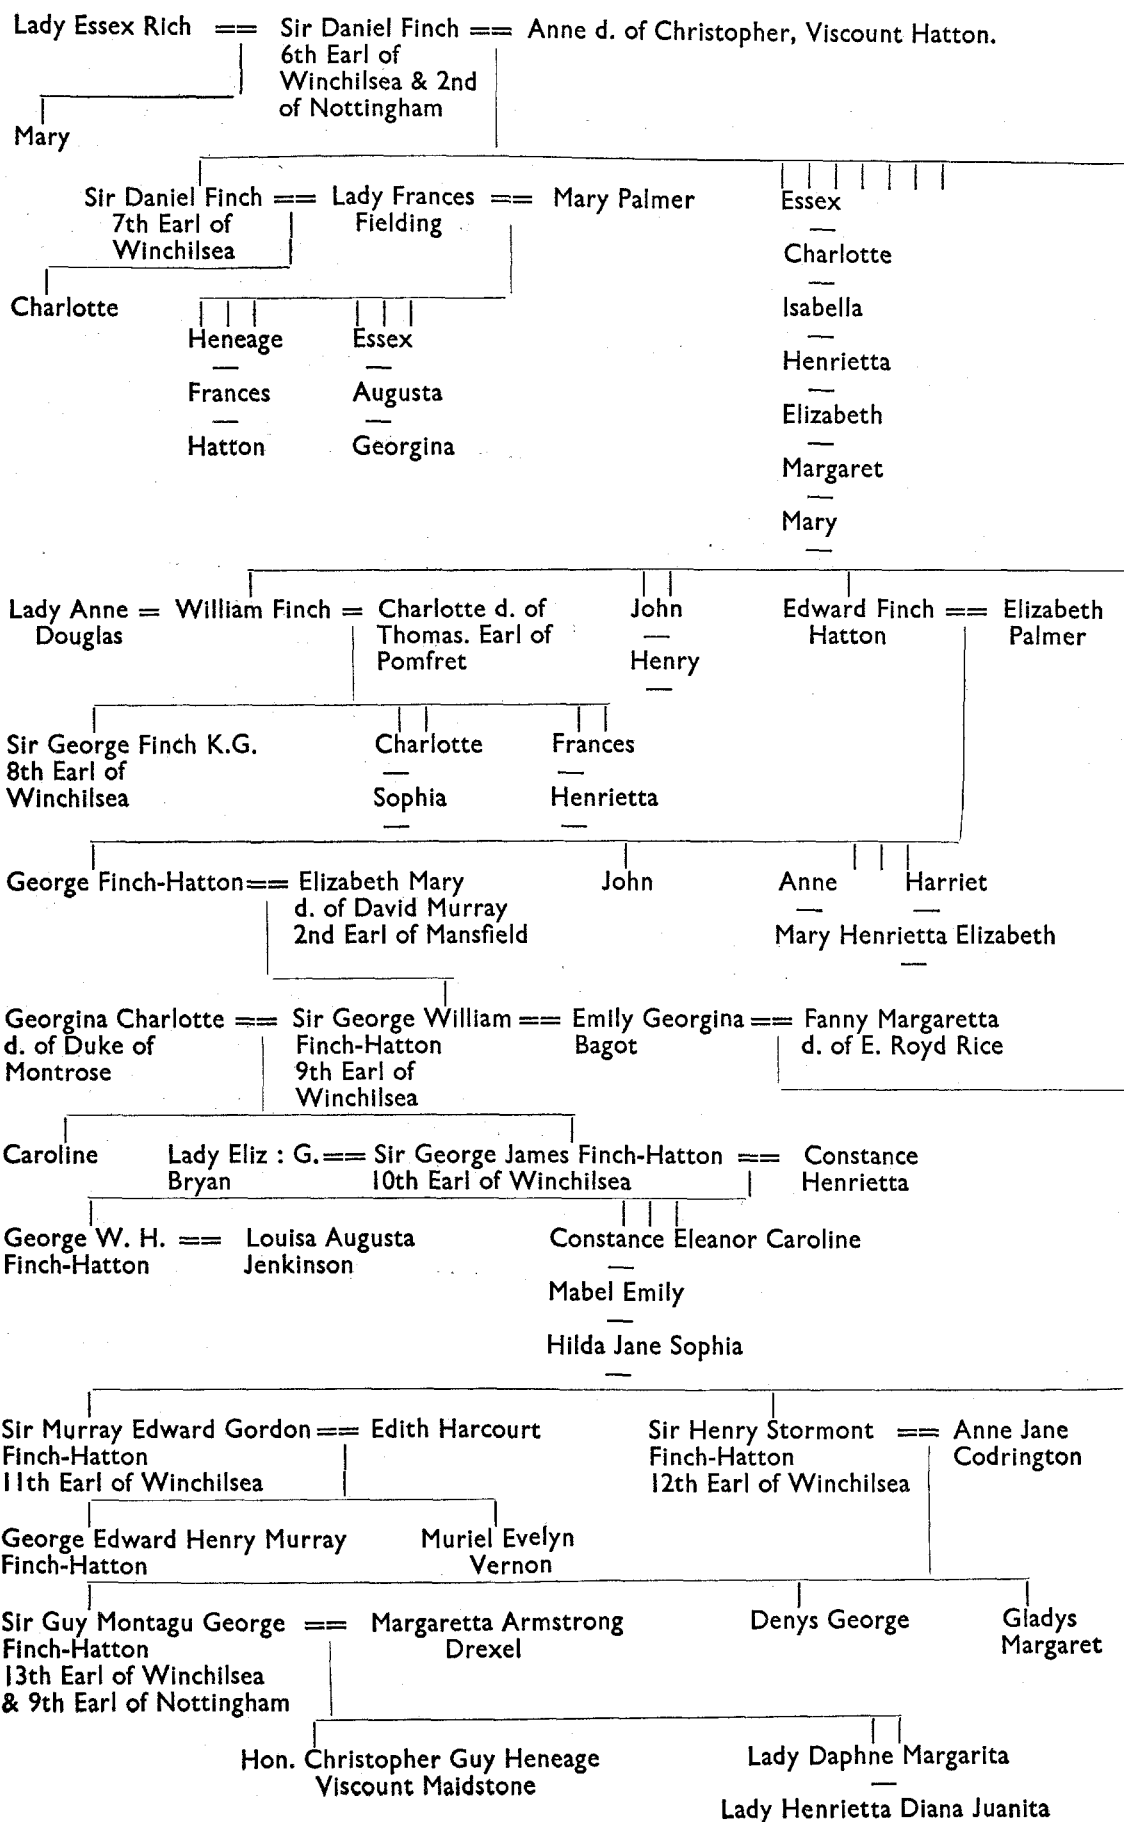 Lady Essex Rich == Sir Daniel Finch == Anne d. of Christopher, Viscount Hatton.
6th Earl of
Winchilsea & 2nd
of Nottingham
Mary
Sir Daniel Finch == Lady Frances == Mary Palmer
7th Earl of Fielding
Winchilsea
Charlotte
Heneage
—
Frances
—
Hatton
Essex
—
Augusta
—
Georgina
Essex
—
Charlotte
—
Isabella
—
Henrietta
—
Elizabeth
—
Margaret
—
Mary
—
Lady Anne = William Finch = Charlotte d. of
Douglas Thomas. Earl of
Pomfret
John
—
Henry
—
Edward Finch == Elizabeth
Hatton Palmer
Sir George Finch K.G.
8th Earl of
Winchilsea
Charlotte
—
Sophia
—
Frances
—
Henrietta
—
George Finch-Hatton == Elizabeth Mary
d. of David Murray
2nd Earl of Mansfield
John
Anne Harriet
— —
Mary Henrietta Elizabeth
—
Georgina Charlotte == Sir George William == Emily Georgina == Fanny Margaretta
d. of Duke of Finch-Hatton Bagot d. of E. Royd Rice
Montrose 9th Earl of
Winchilsea
Caroline Lady Eliz : G. == Sir George James Finch-Hatton == Constance
Bryan 10th Earl of Winchilsea Henrietta
George W. H. == Louisa Augusta
Finch-Hatton Jenkinson
Constance Eleanor Caroline
—
Mabel Emily
—
Hilda Jane Sophia
—
Sir Murray Edward Gordon == Edith Harcourt
Finch-Hatton
11th Earl of Winchilsea
Sir Henry Stormont == Anne Jane
Finch-Hatton Codrington
12th Earl of Winchilsea
George Edward Henry Murray Muriel Evelyn
Finch-Hatton Vernon
Sir Guy Montagu George == Margaretta Armstrong
Finch-Hatton Drexel
13th Earl of Winchilsea
& 9th Earl of Nottingham
Denys George
Gladys
Margaret
Hon. Christopher Guy Heneage
Viscount Maidstone
Lady Daphne Margarita
—
Lady Henrietta Diana Juanita